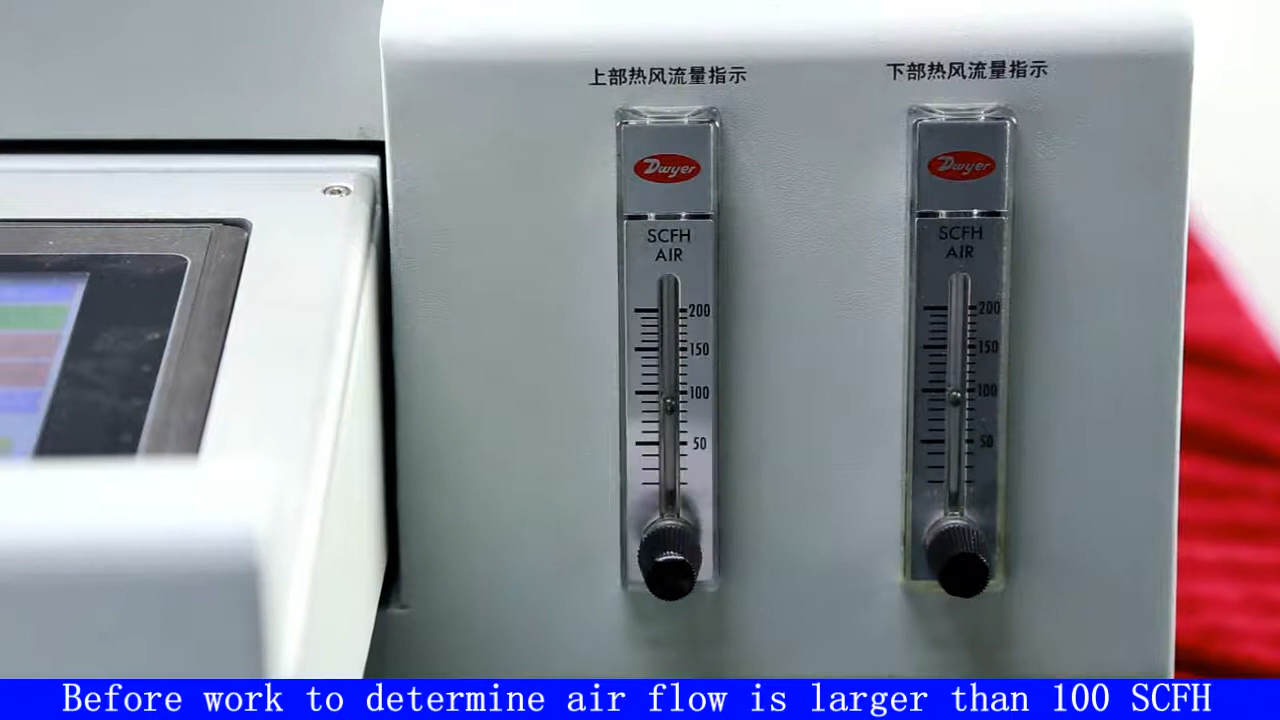 上部热风流量指示
下部热风流量指示
Dwyer
SCFH
AIR
200
150
100
50
Dwyer
SCFH
AIR
200
150
100
50
Before work to determine air flow is larger than 100 SCFH